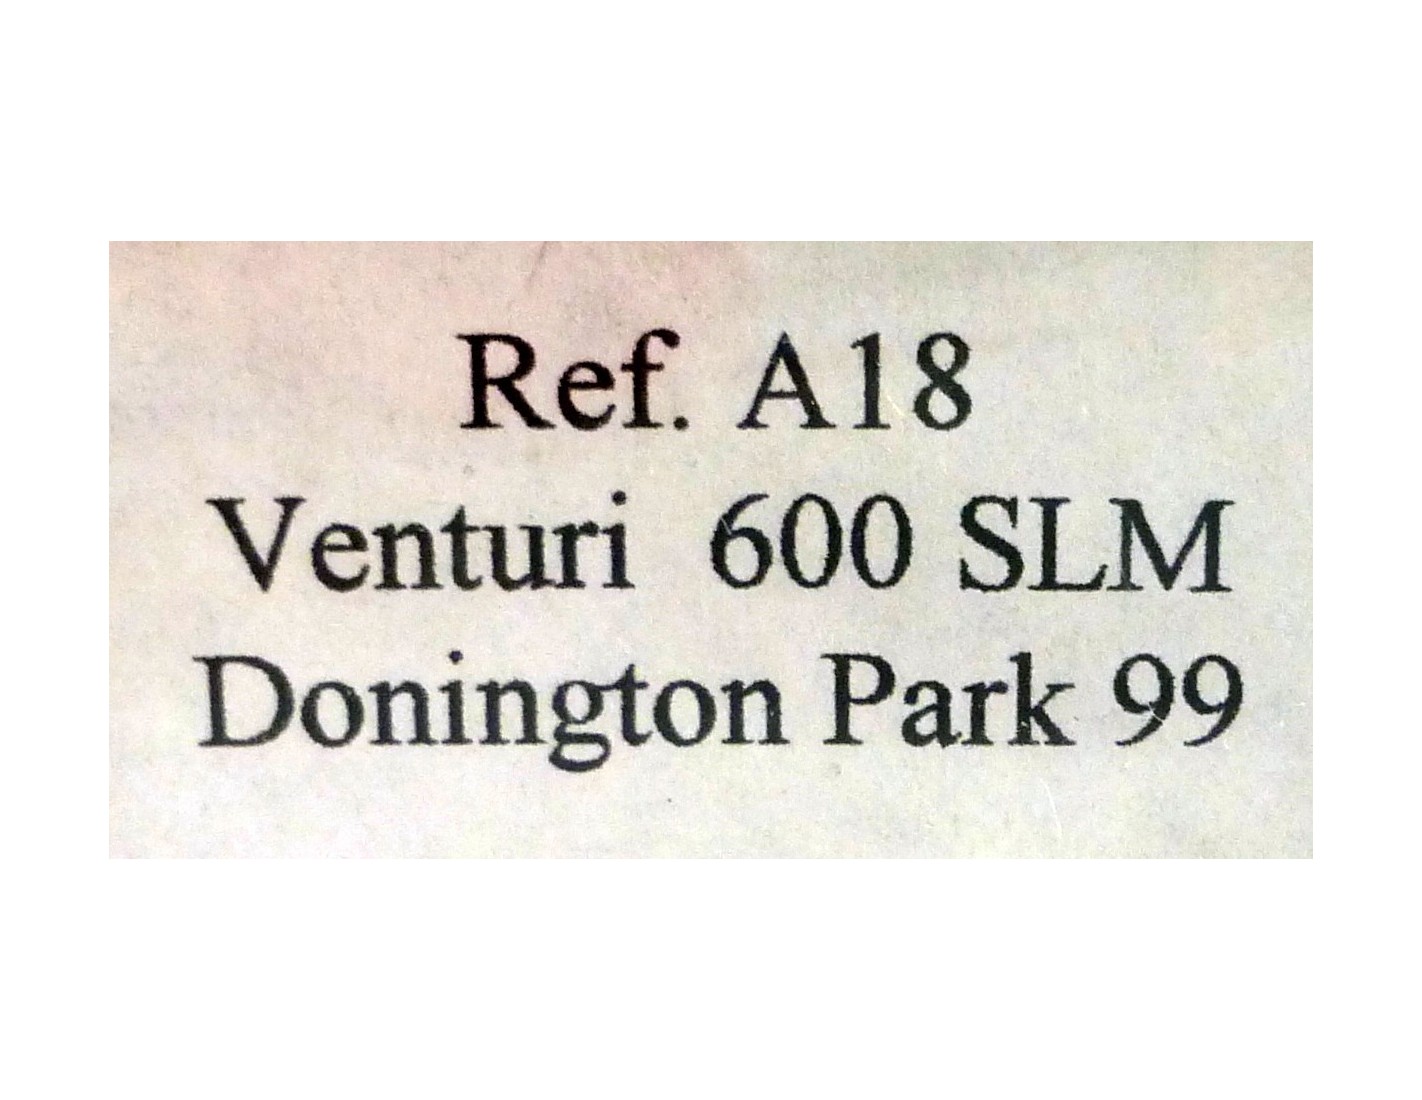 Ref. A18
Venturi 600 SLM
Donington Park 99